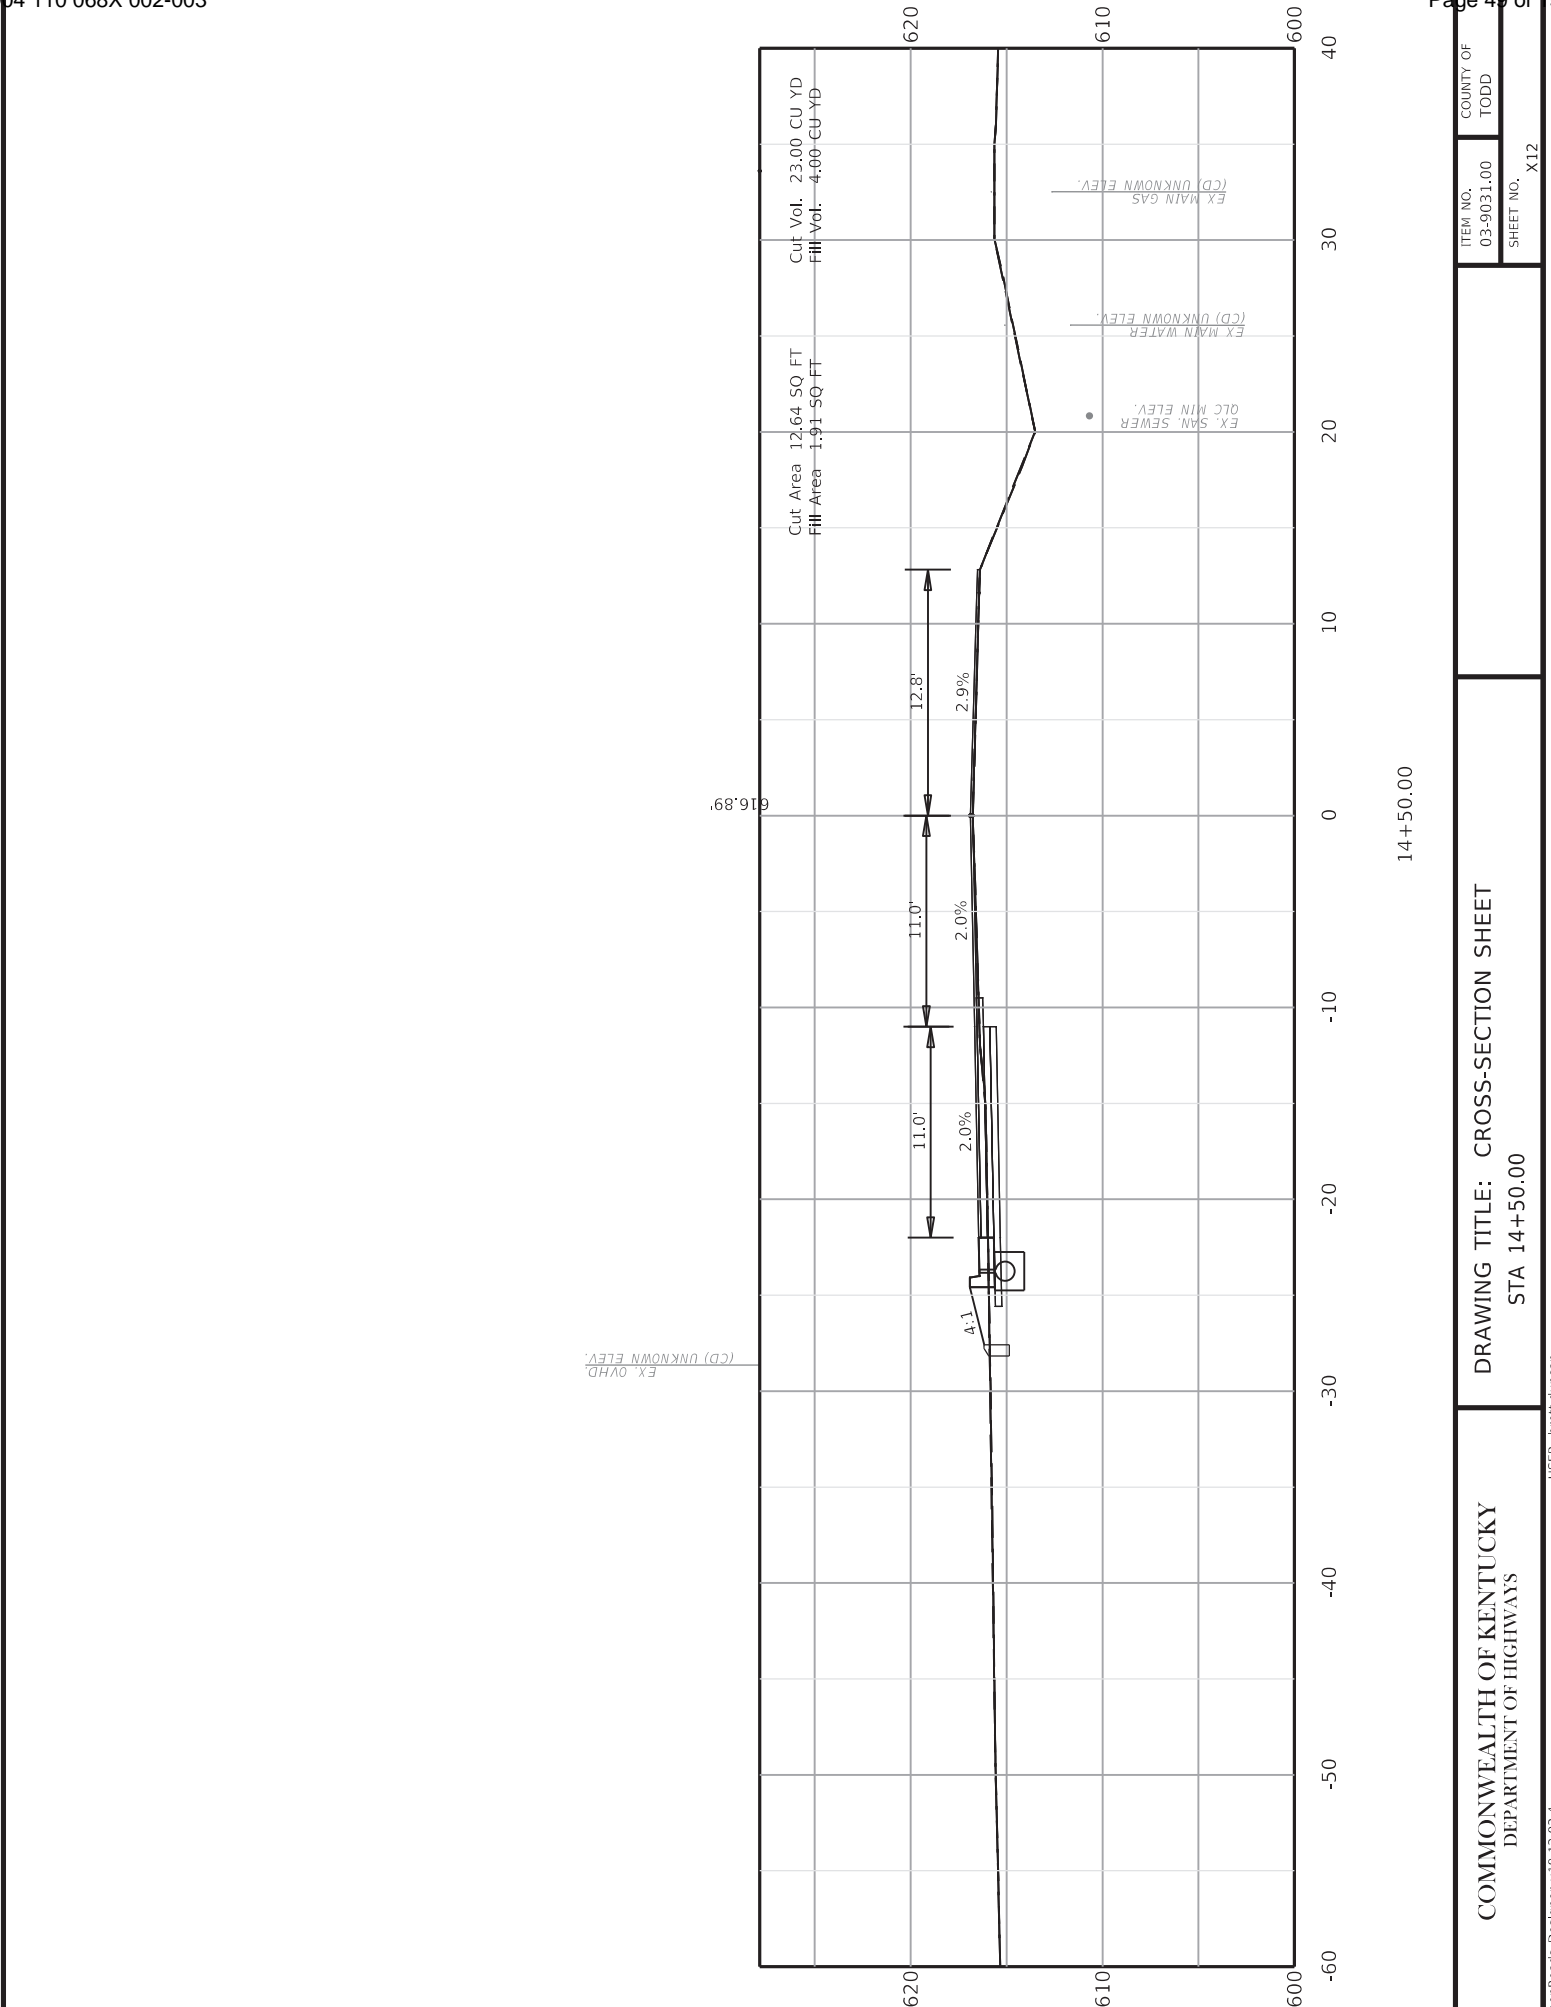 04 110 068X 002-003
Page 49 of
620
610
600
Cut Vol. 23.00 CU YD
Fill Vol. 4.00 CU YD
Cut Area 12.64 SQ FT
Fill Area 1.91 SQ FT
616.89'
EX. OVHD.
(CD) UNKNOWN ELEV.
EX. SAN. SEWER
QLC MIN ELEV.
EX MAIN WATER
(CD) UNKNOWN ELEV.
EX MAIN GAS
(CD) UNKNOWN ELEV.
11.0'
11.0'
12.8'
2.0%
2.0%
2.9%
4:1
620
610
600
-60
-50
-40
-30
-20
-10
0
10
20
30
40
14+50.00
COMMONWEALTH OF KENTUCKY
DEPARTMENT OF HIGHWAYS
DRAWING TITLE: CROSS-SECTION SHEET
STA 14+50.00
ITEM NO.
03-9031.00
COUNTY OF
TODD
SHEET NO.
X12